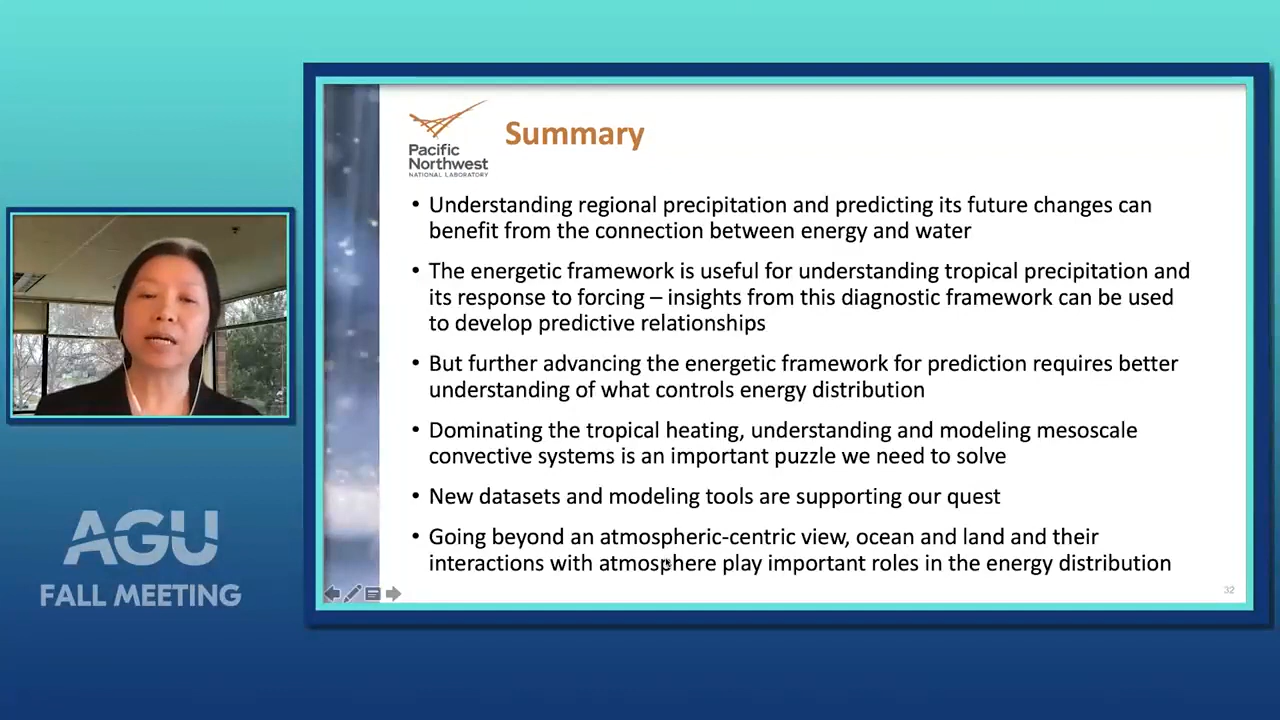 Pacific
Northwest
NATIONAL LABORATORY
Summary
• Understanding regional precipitation and predicting its future changes can
benefit from the connection between energy and water
• The energetic framework is useful for understanding tropical precipitation and
its response to forcing – insights from this diagnostic framework can be used
to develop predictive relationships
• But further advancing the energetic framework for prediction requires better
understanding of what controls energy distribution
• Dominating the tropical heating, understanding and modeling mesoscale
convective systems is an important puzzle we need to solve
• New datasets and modeling tools are supporting our quest
• Going beyond an atmospheric-centric view, ocean and land and their
interactions with atmosphere play important roles in the energy distribution
32
AGU
FALL MEETING